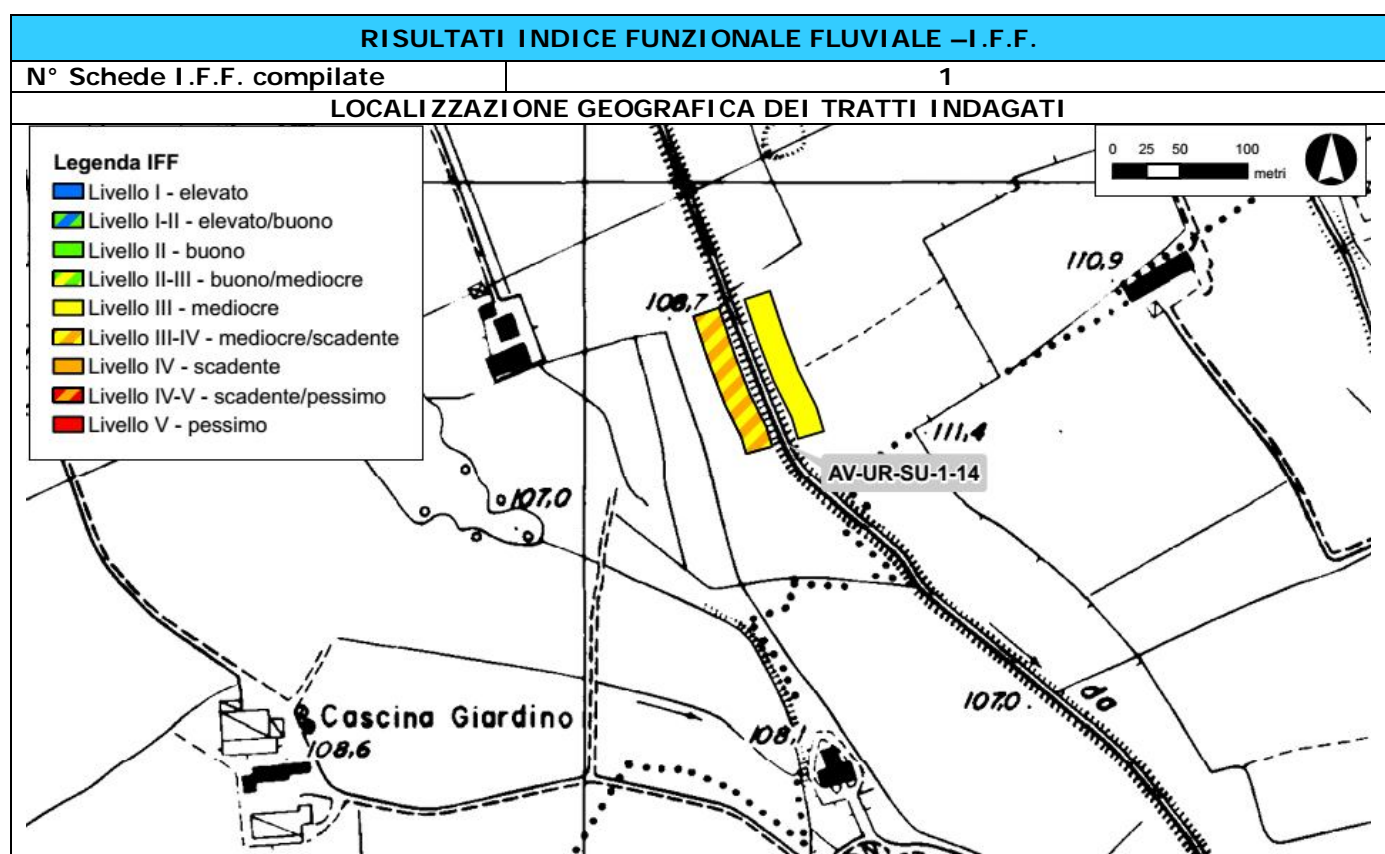 RISULTATI INDICE FUNZIONALE FLUVIALE –I.F.F.
N° Schede I.F.F. compilate 1
LOCALIZZAZIONE GEOGRAFICA DEI TRATTI INDAGATI
Legenda IFF
Livello I - elevato
Livello I-II - elevato/buono
Livello II - buono
Livello II-III - buono/mediocre
Livello III - mediocre
Livello III-IV - mediocre/scadente
Livello IV - scadente
Livello IV-V - scadente/pessimo
Livello V - pessimo
0 25 50 100
metri
110,9
108,7
111,4
AV-UR-SU-1-14
107,0
107,0
da
Cascina Giardino
108,6
108,1